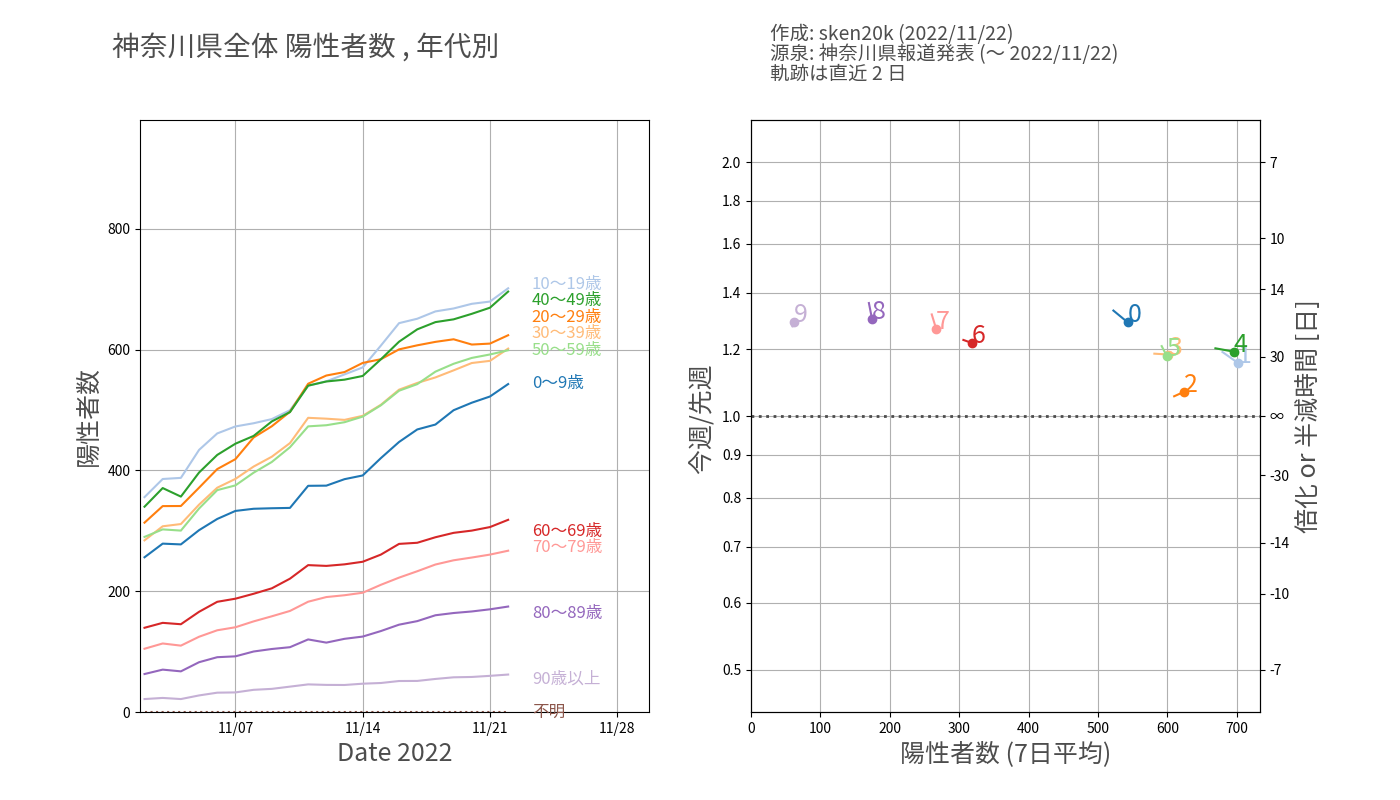 神奈川県全体 陽性者数 , 年代別
作成: sken20k (2022/11/22)
源泉: 神奈川県報道発表 (〜 2022/11/22)
軌跡は直近 2 日
陽性者数
800
600
400
200
0
11/07
11/14
11/21
11/28
Date 2022
10〜19歳
40〜49歳
20〜29歳
30〜39歳
50〜59歳
0〜9歳
60〜69歳
70〜79歳
80〜89歳
90歳以上
不明
今週/先週
2.0
1.8
1.6
1.4
1.2
1.0
0.9
0.8
0.7
0.6
0.5
9
8
7
6
0
3
5
4
1
2
7
10
14
30
∞
-30
-14
-10
-7
倍化 or 半減時間 [日]
0
100
200
300
400
500
600
700
陽性者数 (7日平均)